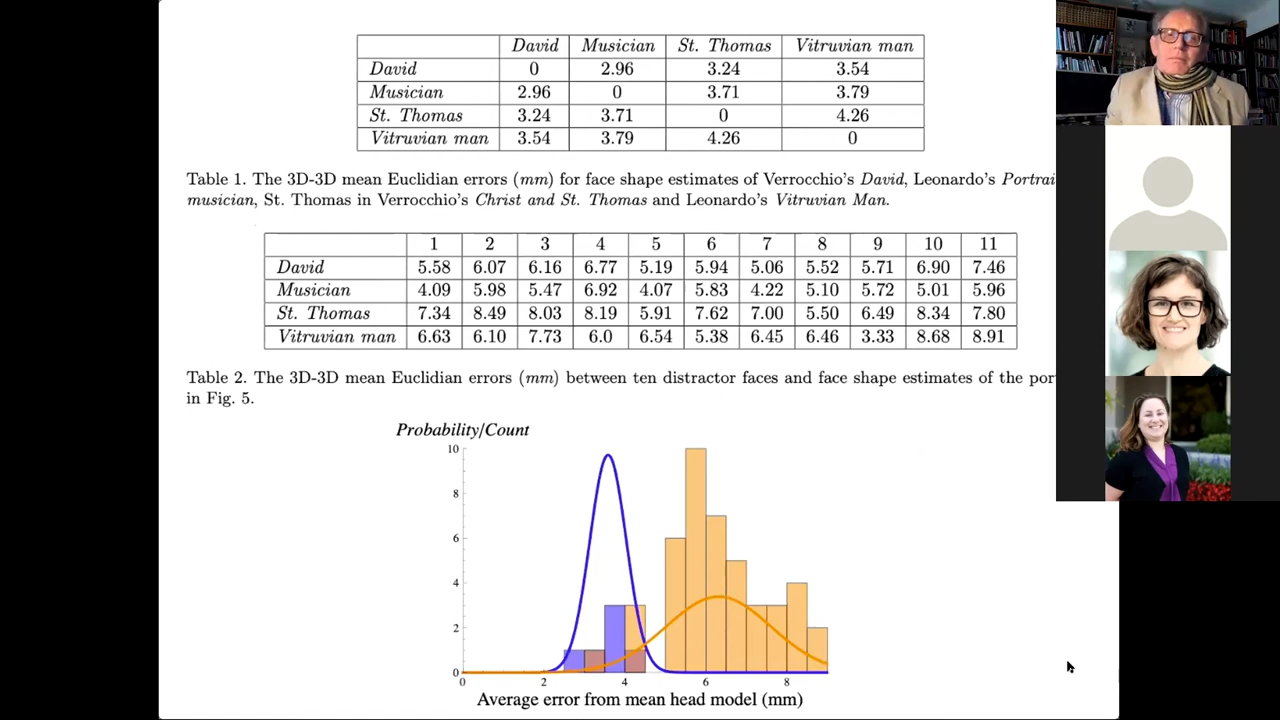 David Musician St. Thomas Vitruvian man
David 0 2.96 3.24 3.54
Musician 2.96 0 3.71 3.79
St. Thomas 3.24 3.71 0 4.26
Vitruvian man 3.54 3.79 4.26 0
Table 1. The 3D-3D mean Euclidian errors (mm) for face shape estimates of Verrocchio's David, Leonardo's Portrai
musician, St. Thomas in Verrocchio's Christ and St. Thomas and Leonardo's Vitruvian Man.
1 2 3 4 5 6 7 8 9 10 11
David 5.58 6.07 6.16 6.77 5.19 5.94 5.06 5.52 5.71 6.90 7.46
Musician 4.09 5.98 5.47 6.92 4.07 5.83 4.22 5.10 5.72 5.01 5.96
St. Thomas 7.34 8.49 8.03 8.19 5.91 7.62 7.00 5.50 6.49 8.34 7.80
Vitruvian man 6.63 6.10 7.73 6.0 6.54 5.38 6.45 6.46 3.33 8.68 8.91
Table 2. The 3D-3D mean Euclidian errors (mm) between ten distractor faces and face shape estimates of the por
in Fig. 5.
Probability/Count
10
8
6
4
2
0
0 2 4 6 8
Average error from mean head model (mm)